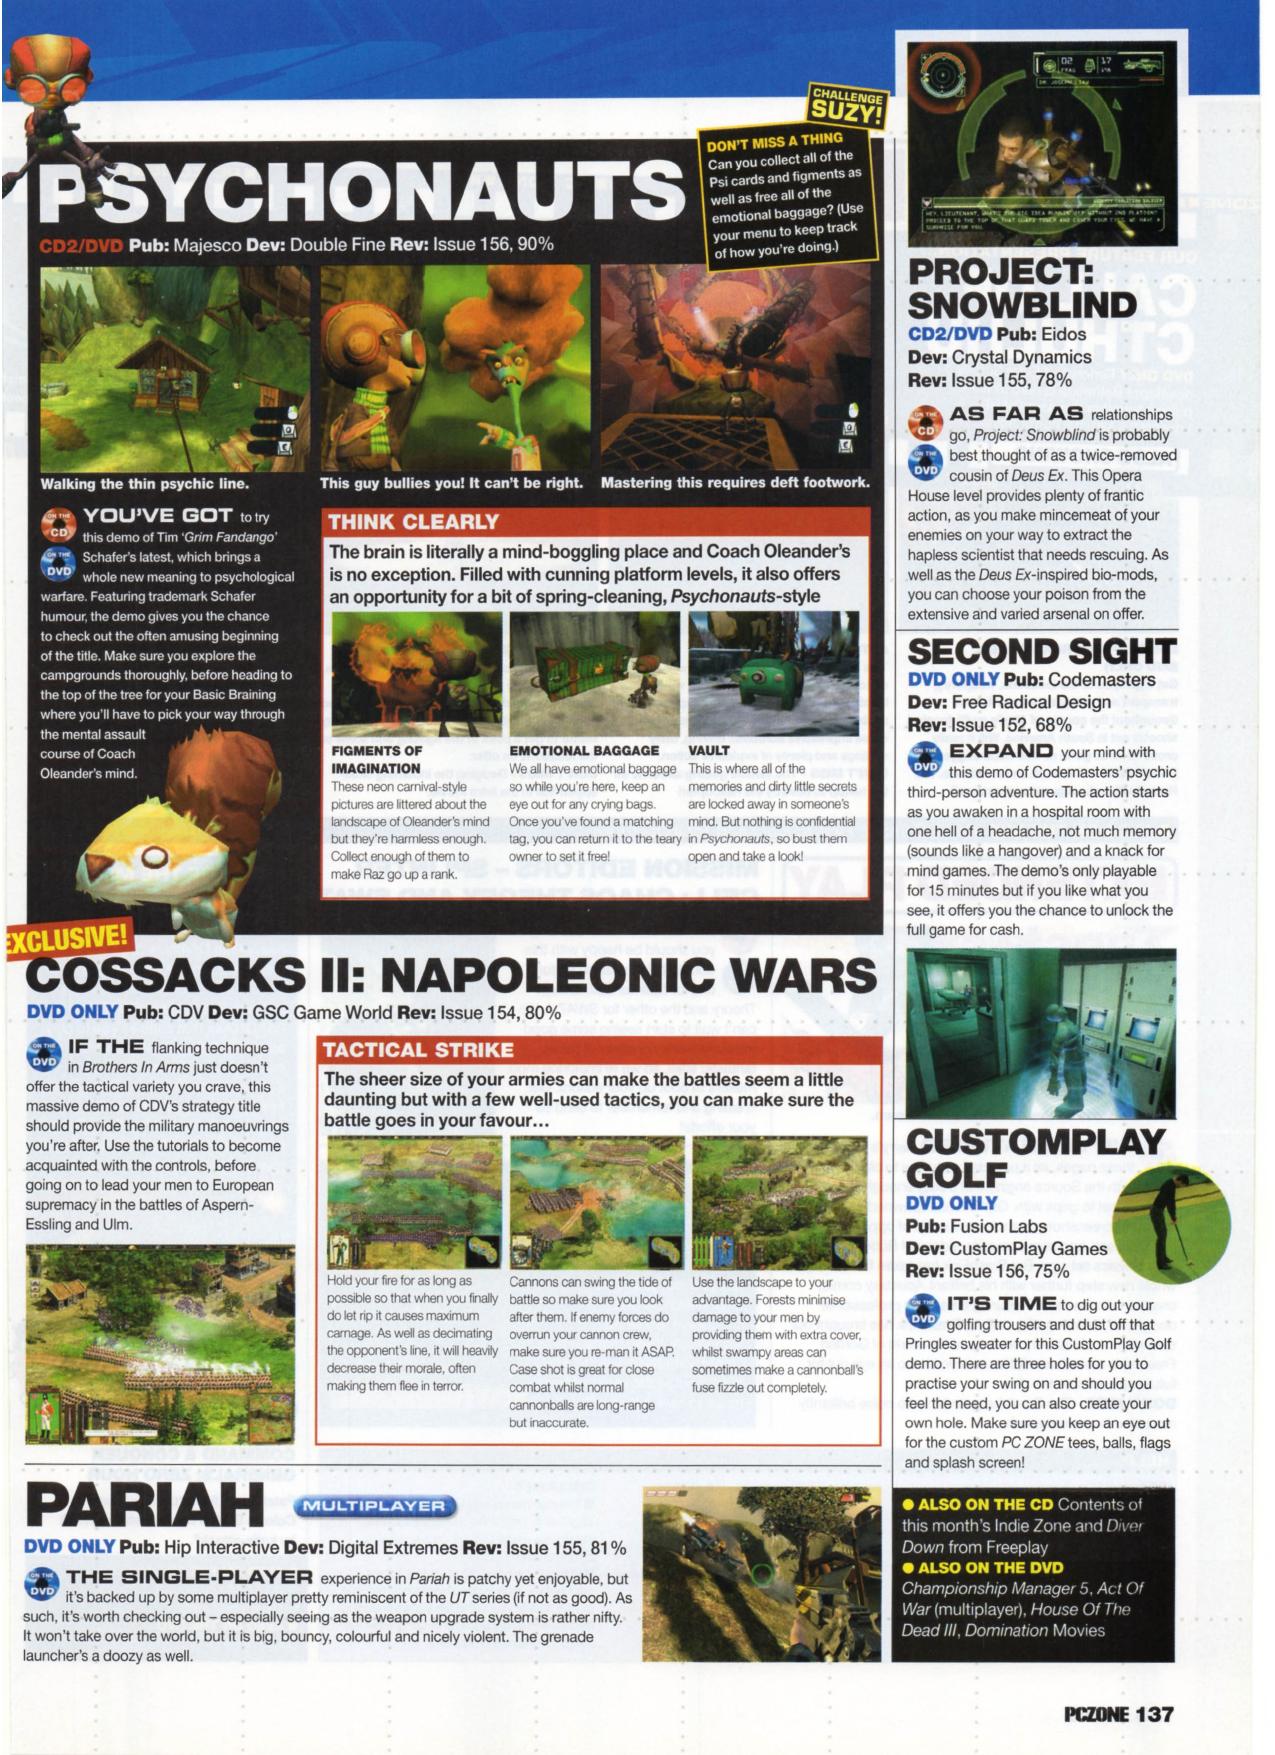 CHALLENGE
SUZY!
DON'T MISS A THING
Can you collect all of the
Psi cards and figments as
well as free all of the
emotional baggage? (Use
your menu to keep track
of how you're doing.)
PSYCHONAUTS
CD2/DVD Pub: Majesco Dev: Double Fine Rev: Issue 156, 90%
Walking the thin psychic line.
This guy bullies you! It can't be right.
Mastering this requires deft footwork.
ON THE CD
ON THE DVD
YOU'VE GOT to try
this demo of Tim 'Grim Fandango'
Schafer's latest, which brings a
whole new meaning to psychological
warfare. Featuring trademark Schafer
humour, the demo gives you the chance
to check out the often amusing beginning
of the title. Make sure you explore the
campgrounds thoroughly, before heading to
the top of the tree for your Basic Braining
where you'll have to pick your way through
the mental assault
course of Coach
Oleander's mind.
THINK CLEARLY
The brain is literally a mind-boggling place and Coach Oleander's
is no exception. Filled with cunning platform levels, it also offers
an opportunity for a bit of spring-cleaning, Psychonauts-style
FIGMENTS OF
IMAGINATION
These neon carnival-style
pictures are littered about the
landscape of Oleander's mind
but they're harmless enough.
Collect enough of them to
make Raz go up a rank.
EMOTIONAL BAGGAGE
We all have emotional baggage
so while you're here, keep an
eye out for any crying bags.
Once you've found a matching
tag, you can return it to the teary
owner to set it free!
VAULT
This is where all of the
memories and dirty little secrets
are locked away in someone's
mind. But nothing is confidential
in Psychonauts, so bust them
open and take a look!
EXCLUSIVE!
COSSACKS II: NAPOLEONIC WARS
DVD ONLY Pub: CDV Dev: GSC Game World Rev: Issue 154, 80%
ON THE DVD
IF THE flanking technique
in Brothers In Arms just doesn't
offer the tactical variety you crave, this
massive demo of CDV's strategy title
should provide the military manoeuvrings
you're after. Use the tutorials to become
acquainted with the controls, before
going on to lead your men to European
supremacy in the battles of Aspern-
Essling and Ulm.
TACTICAL STRIKE
The sheer size of your armies can make the battles seem a little
daunting but with a few well-used tactics, you can make sure the
battle goes in your favour...
Hold your fire for as long as
possible so that when you finally
do let rip it causes maximum
carnage. As well as decimating
the opponent's line, it will heavily
decrease their morale, often
making them flee in terror.
Cannons can swing the tide of
battle so make sure you look
after them. If enemy forces do
overrun your cannon crew,
make sure you re-man it ASAP.
Case shot is great for close
combat whilst normal
cannonballs are long-range
but inaccurate.
Use the landscape to your
advantage. Forests minimise
damage to your men by
providing them with extra cover,
whilst swampy areas can
sometimes make a cannonball's
fuse fizzle out completely.
PARIAH
MULTIPLAYER
DVD ONLY Pub: Hip Interactive Dev: Digital Extremes Rev: Issue 155, 81%
ON THE DVD
THE SINGLE-PLAYER experience in Pariah is patchy yet enjoyable, but
it's backed up by some multiplayer pretty reminiscent of the UT series (if not as good). As
such, it's worth checking out – especially seeing as the weapon upgrade system is rather nifty.
It won't take over the world, but it is big, bouncy, colourful and nicely violent. The grenade
launcher's a doozy as well.
PROJECT:
SNOWBLIND
CD2/DVD Pub: Eidos
Dev: Crystal Dynamics
Rev: Issue 155, 78%
ON THE CD
ON THE DVD
AS FAR AS relationships
go, Project: Snowblind is probably
best thought of as a twice-removed
cousin of Deus Ex. This Opera
House level provides plenty of frantic
action, as you make mincemeat of your
enemies on your way to extract the
hapless scientist that needs rescuing. As
well as the Deus Ex-inspired bio-mods,
you can choose your poison from the
extensive and varied arsenal on offer.
SECOND SIGHT
DVD ONLY Pub: Codemasters
Dev: Free Radical Design
Rev: Issue 152, 68%
ON THE DVD
EXPAND your mind with
this demo of Codemasters' psychic
third-person adventure. The action starts
as you awaken in a hospital room with
one hell of a headache, not much memory
(sounds like a hangover) and a knack for
mind games. The demo's only playable
for 15 minutes but if you like what you
see, it offers you the chance to unlock the
full game for cash.
CUSTOMPLAY
GOLF
DVD ONLY
Pub: Fusion Labs
Dev: CustomPlay Games
Rev: Issue 156, 75%
ON THE DVD
IT'S TIME to dig out your
golfing trousers and dust off that
Pringles sweater for this CustomPlay Golf
demo. There are three holes for you to
practise your swing on and should you
feel the need, you can also create your
own hole. Make sure you keep an eye out
for the custom PC ZONE tees, balls, flags
and splash screen!
● ALSO ON THE CD Contents of
this month's Indie Zone and Diver
Down from Freeplay
● ALSO ON THE DVD
Championship Manager 5, Act Of
War (multiplayer), House Of The
Dead III, Domination Movies
PCZONE 137